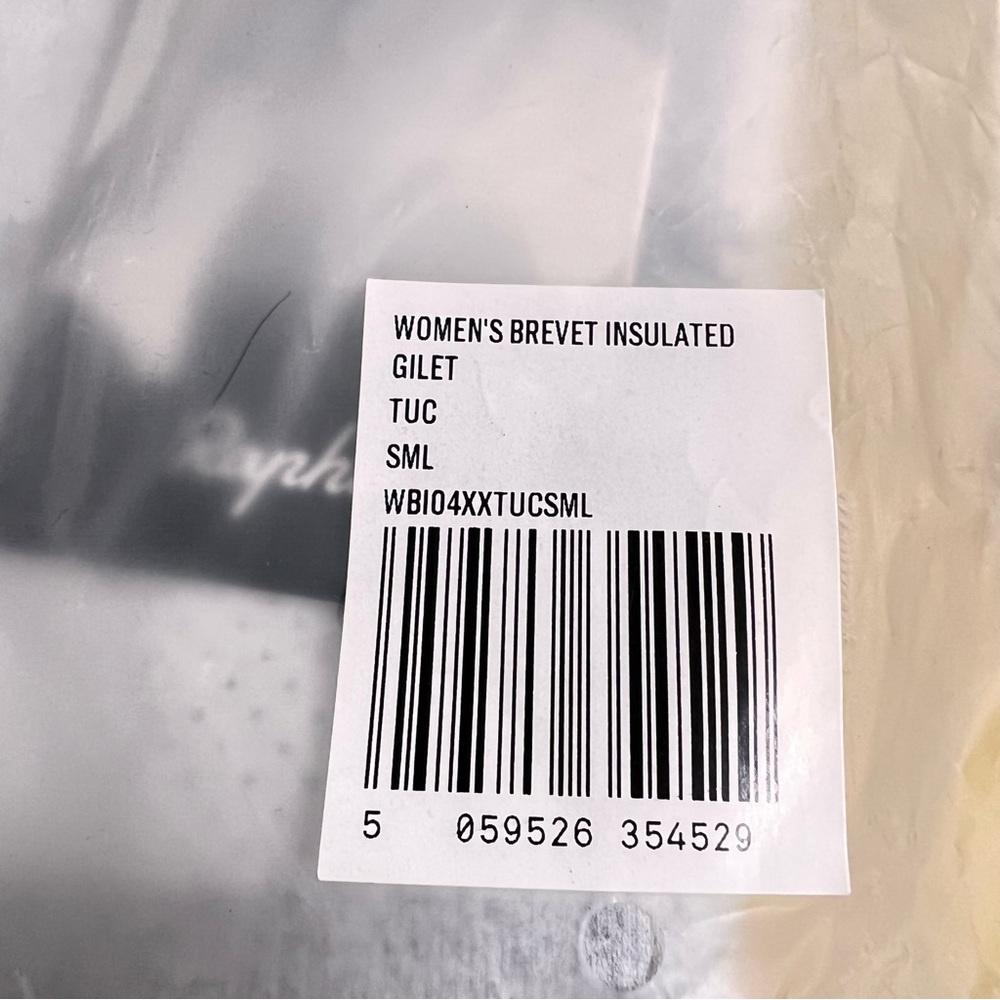 WOMEN'S BREVET INSULATED
GILET
TUC
SML
WBI04XXTUCSML
5 059526 354529